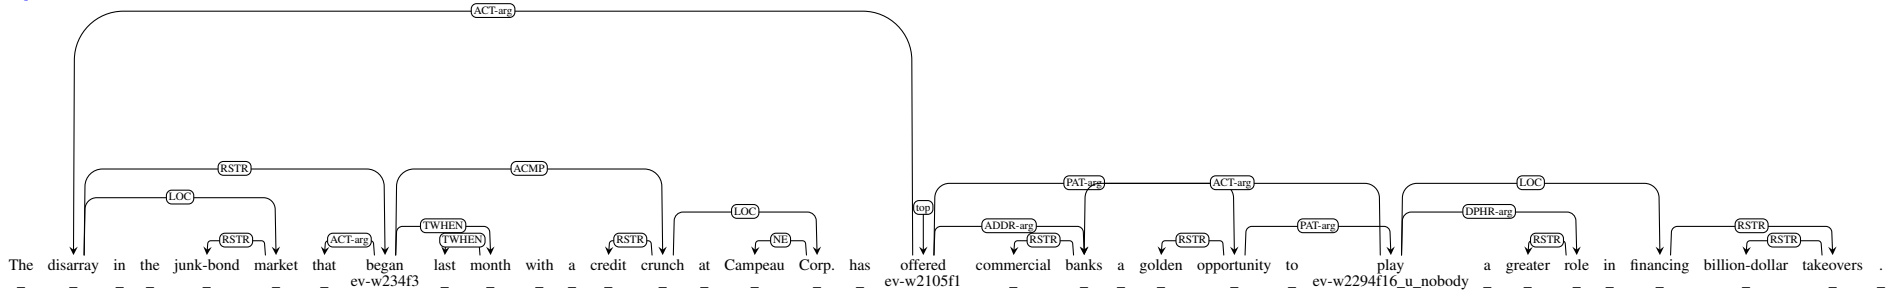 ACT-arg
RSTR ACMP
LOC PAT-arg ACT-arg LOC
top LOC DPHR-arg
TWHEN ADDR-arg PAT-arg RSTR
RSTR ACT-arg TWHEN RSTR NE RSTR RSTR RSTR RSTR
The disarray in the junk-bond market that began last month with a credit crunch at Campeau Corp. has offered commercial banks a golden opportunity to play a greater role in financing billion-dollar takeovers .
_ _ _ _ _ _ _ ev-w234f3 _ _ _ _ _ _ _ _ _ _ ev-w2105f1 _ _ _ _ _ _ ev-w2294f16_u_nobody _ _ _ _ _ _ _ _